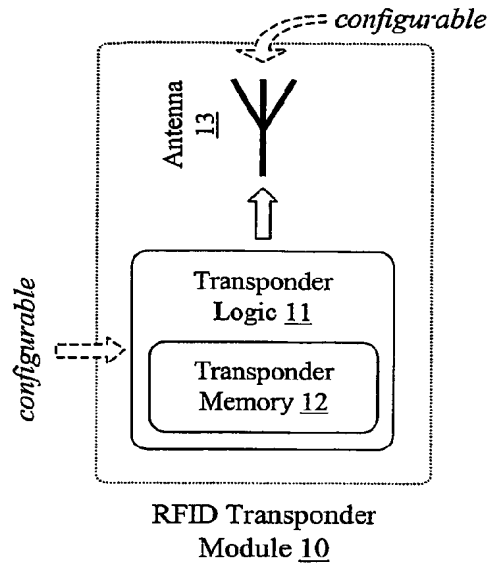 configurable
Antenna
13
Transponder
Logic 11
configurable
Transponder
Memory 12
RFID Transponder
Module 10